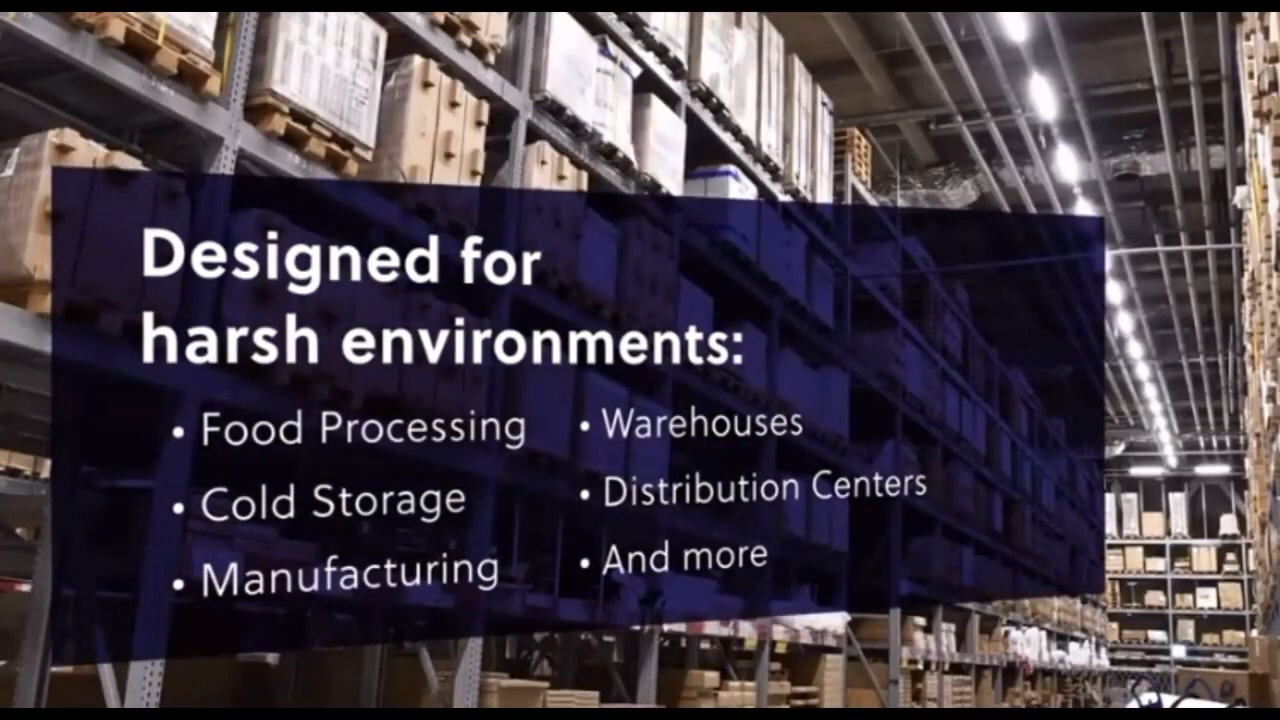 Designed for
harsh environments:
• Food Processing
• Cold Storage
• Manufacturing
• Warehouses
• Distribution Centers
• And more